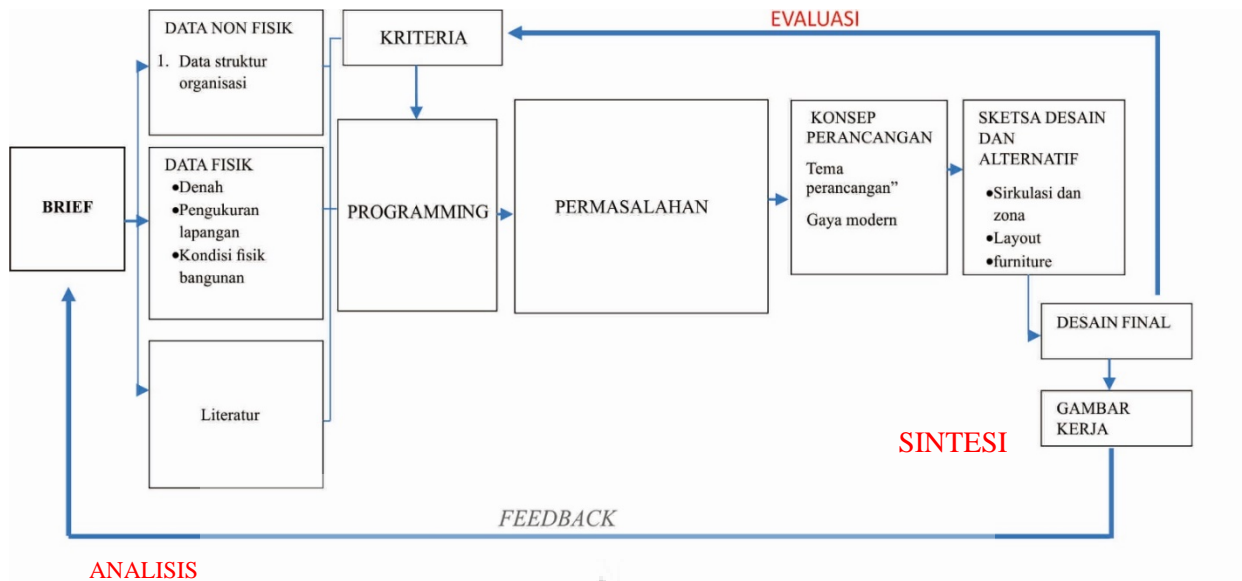 EVALUASI
DATA NON FISIK
1. Data struktur
organisasi
KRITERIA
BRIEF
DATA FISIK
•Denah
•Pengukuran
lapangan
•Kondisi fisik
bangunan
PROGRAMMING
PERMASALAHAN
KONSEP
PERANCANGAN
Tema
perancangan”
Gaya modern
SKETSA DESAIN
DAN
ALTERNATIF
•Sirkulasi dan
zona
•Layout
•furniture
DESAIN FINAL
Literatur
GAMBAR
KERJA
SINTESI
FEEDBACK
ANALISIS